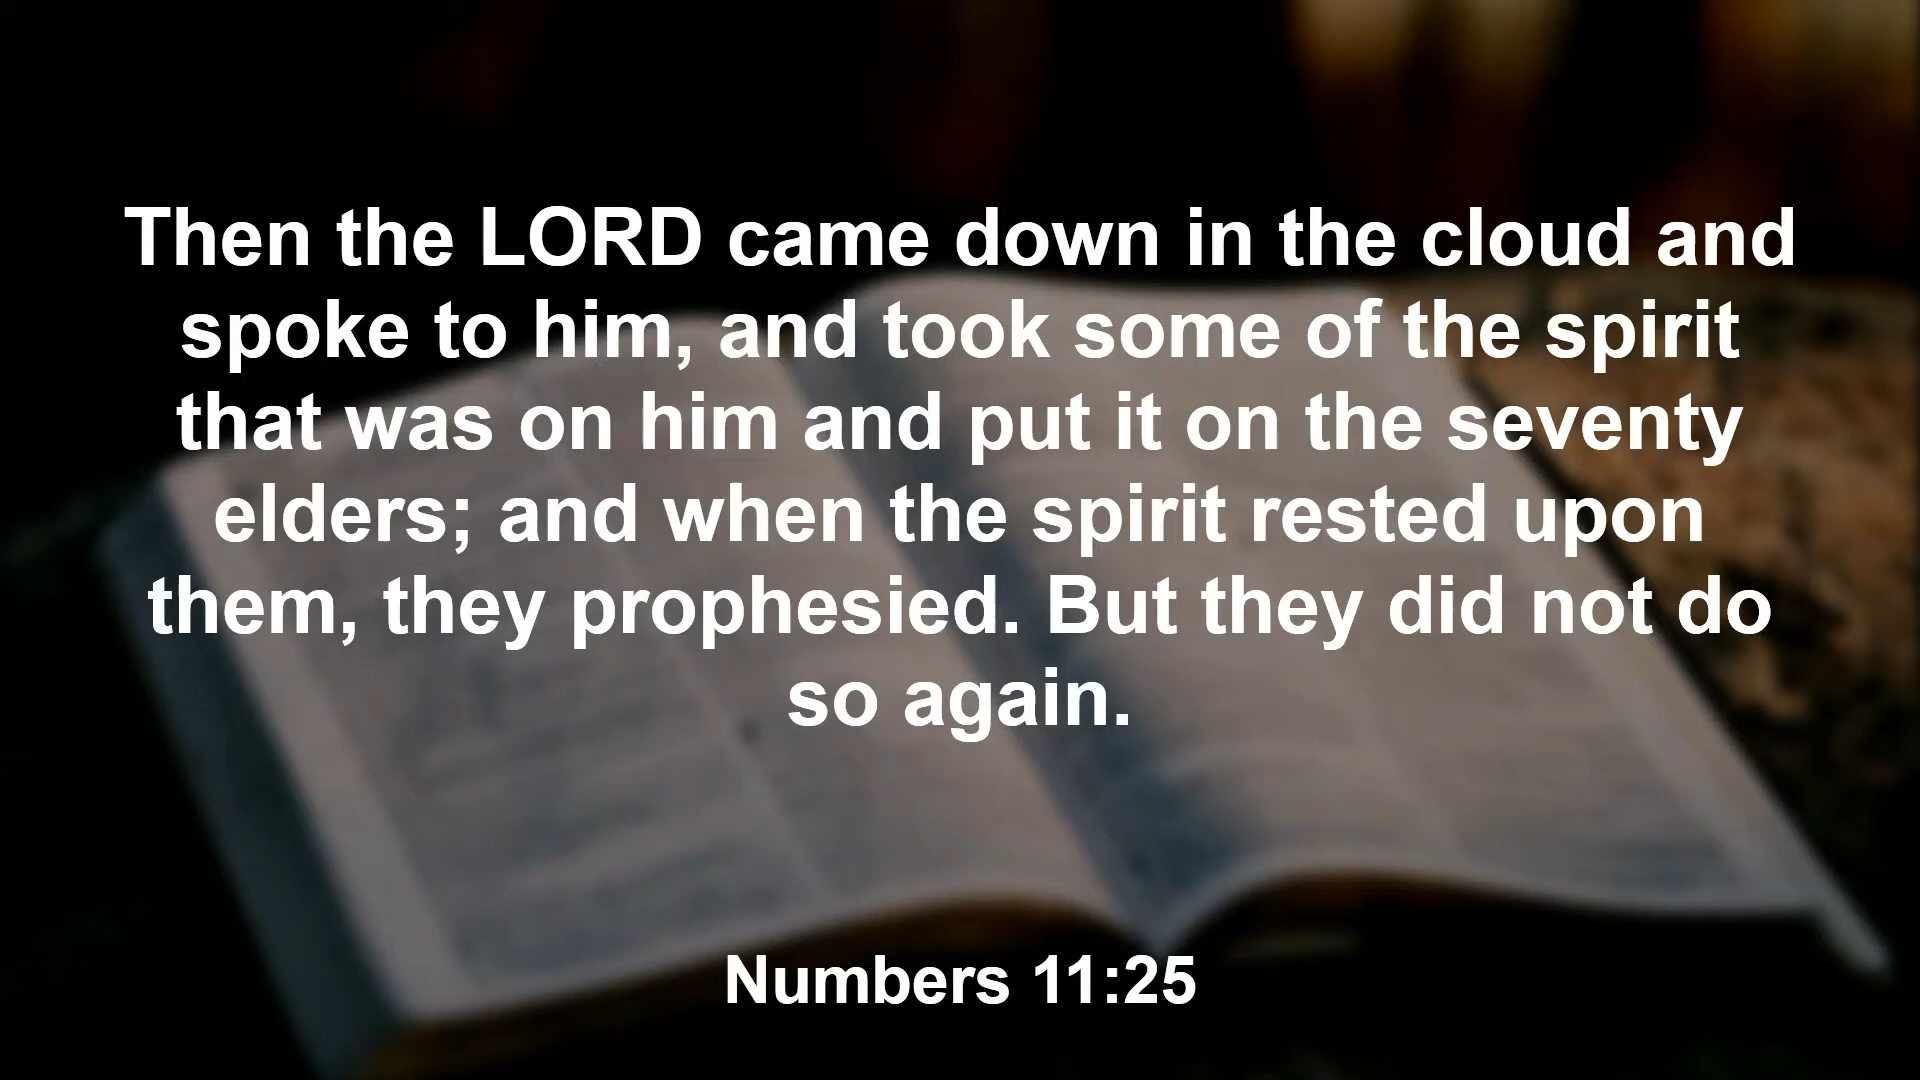 Then the LORD came down in the cloud and
spoke to him, and took some of the spirit
that was on him and put it on the seventy
elders; and when the spirit rested upon
them, they prophesied. But they did not do
so again.
Numbers 11:25